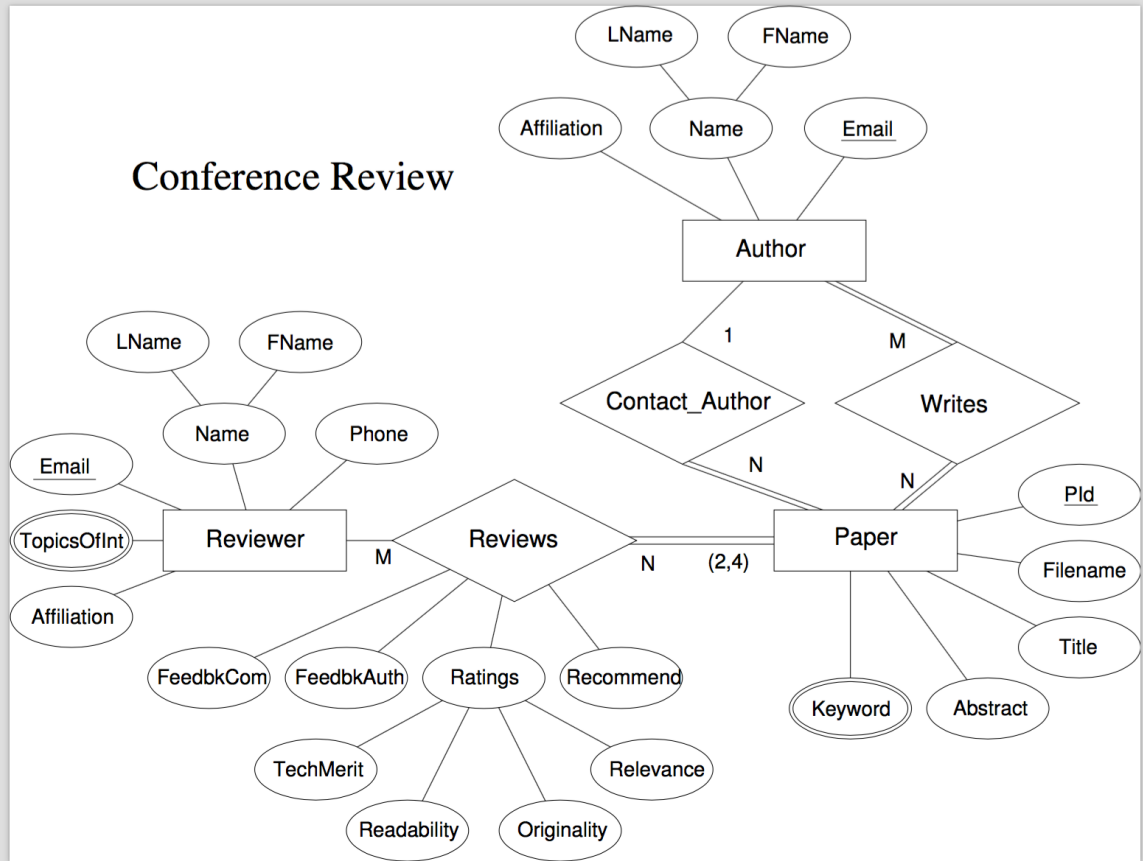 LName
FName
Affiliation
Name
Email
Conference Review
Author
1
M
LName
FName
Contact_Author
Writes
Name
Phone
Email
N
N
PId
TopicsOfInt
Reviewer
M
Reviews
N
(2,4)
Paper
Filename
Affiliation
Title
FeedbkCom
FeedbkAuth
Ratings
Recommend
Keyword
Abstract
TechMerit
Relevance
Readability
Originality